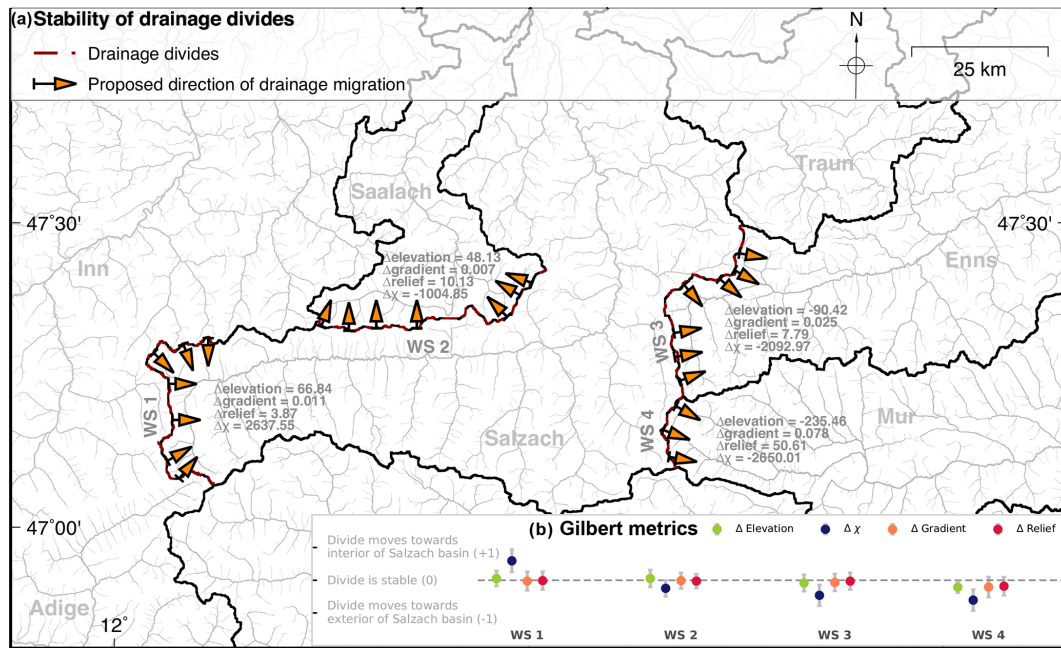 (a) Stability of drainage divides
Drainage divides
Proposed direction of drainage migration
N
25 km
Traun
Saalach
47°30'
47°30'
Inn
Enns
Δelevation = 48.13
Δgradient = 0.007
Δrelief = 10.13
Δχ = -1004.85
Δelevation = -90.42
Δgradient = 0.025
Δrelief = 7.79
Δχ = -2092.97
WS 2
WS 3
Δelevation = 66.84
Δgradient = 0.011
Δrelief = 3.87
Δχ = 2637.55
WS 1
WS 4
Mur
Salzach
Δelevation = -235.46
Δgradient = 0.078
Δrelief = 50.61
Δχ = -2650.01
47°00'
Adige
12°
(b) Gilbert metrics
Δ Elevation
Δ χ
Δ Gradient
Δ Relief
Divide moves towards
interior of Salzach basin (+1)
Divide is stable (0)
Divide moves towards
exterior of Salzach basin (-1)
WS 1
WS 2
WS 3
WS 4